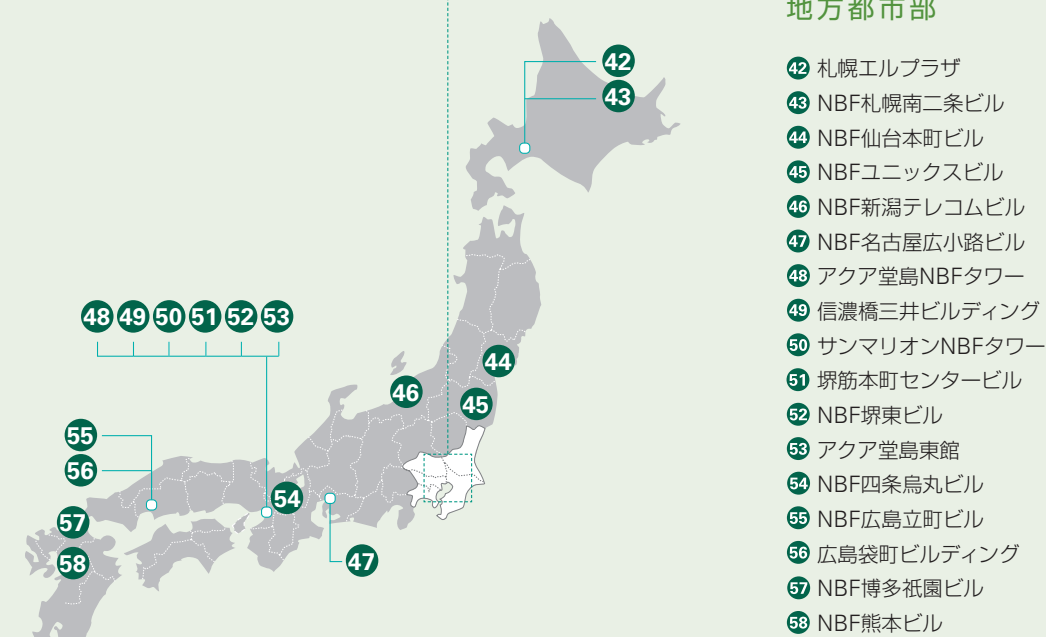 地方都市部
42
43
44
45
46
48 49 50 51 52 53
55
56
54
57
58
47
42 札幌エルプラザ
43 NBF札幌南二条ビル
44 NBF仙台本町ビル
45 NBFユニックスビル
46 NBF新潟テレコムビル
47 NBF名古屋広小路ビル
48 アクア堂島NBFタワー
49 信濃橋三井ビルディング
50 サンマリオンNBFタワー
51 堺筋本町センタービル
52 NBF堺東ビル
53 アクア堂島東館
54 NBF四条烏丸ビル
55 NBF広島立町ビル
56 広島袋町ビルディング
57 NBF博多祇園ビル
58 NBF熊本ビル